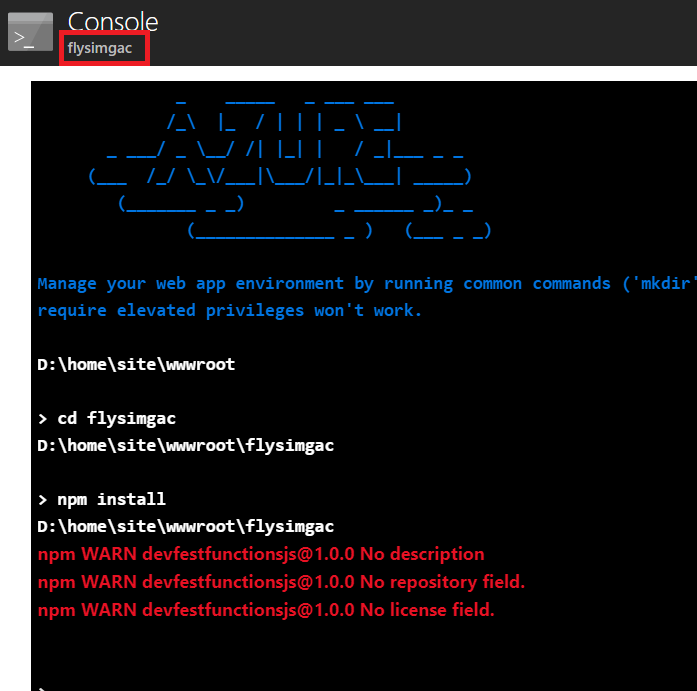 >_
Console
flysimgac
Manage your web app environment by running common commands ('mkdir'
require elevated privileges won't work.
D:\home\site\wwwroot
> cd flysimgac
D:\home\site\wwwroot\flysimgac
> npm install
D:\home\site\wwwroot\flysimgac
npm WARN devfestfunctionsjs@1.0.0 No description
npm WARN devfestfunctionsjs@1.0.0 No repository field.
npm WARN devfestfunctionsjs@1.0.0 No license field.
>